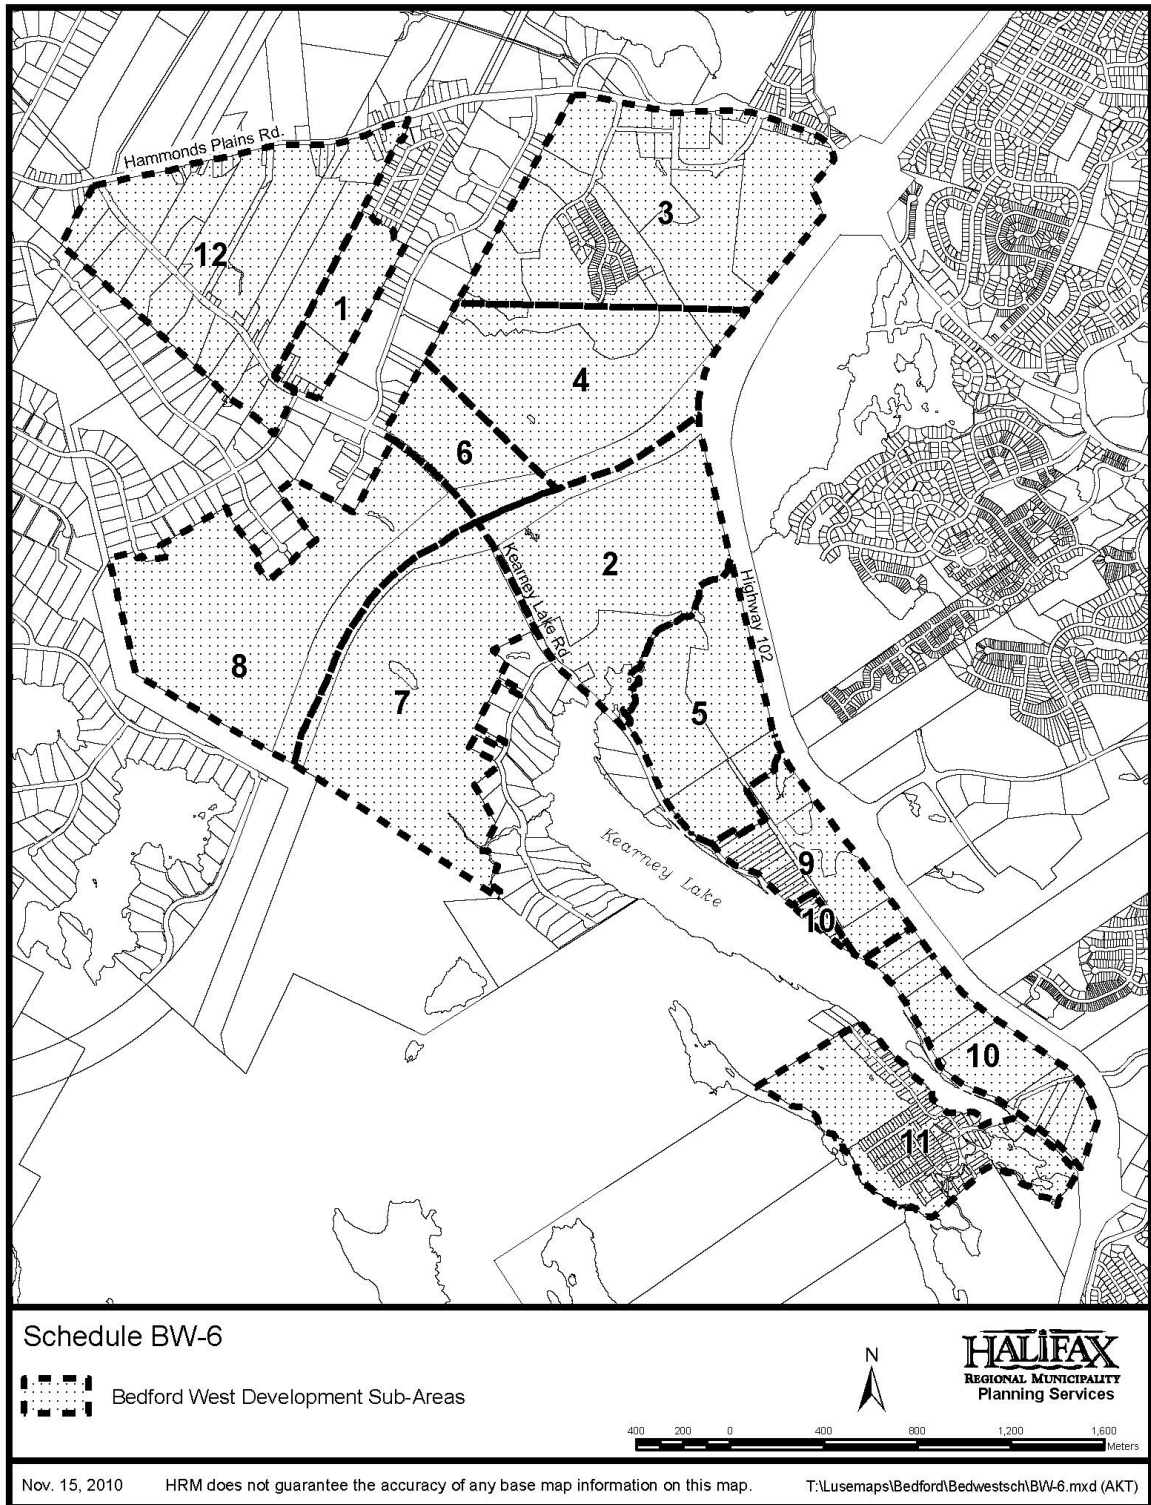 Hammonds Plains Rd.
3
12
1
4
6
2
Kearney Lake Rd
Highway 102
8
7
5
Kearney Lake
9
10
10
11
Schedule BW-6
Bedford West Development Sub-Areas
N
HALIFAX
REGIONAL MUNICIPALITY
Planning Services
400 200 0 400 800 1,200 1,600
Meters
Nov. 15, 2010 HRM does not guarantee the accuracy of any base map information on this map. T:\Lusemaps\Bedford\Bedwestsch\BW-6.mxd (AKT)